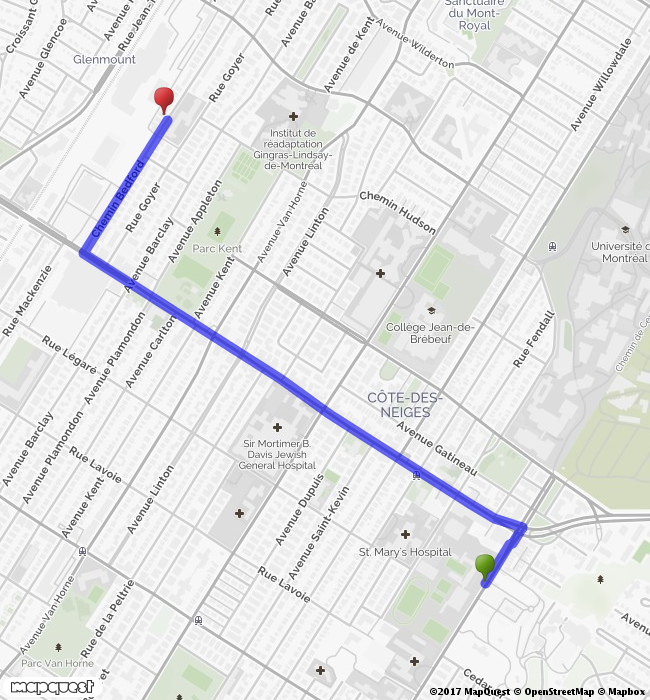 Croissant G
Avenue Glencoe
Rue Jean-
Rue
Avenue B
Avenue de Kent
Sanctuaire
du Mont-
Royal
Avenue Wilderton
Avenue Willowdale
Glenmount
Rue Goyer
Institut de
réadaptation
Gingras-Lindsay-
de-Montréal
Chemin Bedford
Rue Goyer
Avenue Appleton
Avenue Van Horne
Avenue Linton
Chemin Hudson
Avenue Barclay
Parc Kent
Université d
Montréal
Rue Mackenzie
Avenue Kent
Collège Jean-de-
Brébeuf
Rue Fendall
Chemin de Ce
Rue Légaré
Avenue Plamondon
Avenue Carlton
CÔTE-DES-
NEIGES
Avenue Barclay
Avenue Plamondon
Avenue Gatineau
Sir Mortimer B.
Davis Jewish
General Hospital
Rue Lavoie
Avenue Kent
Avenue Linton
Avenue Dupuis
Avenue Saint-Kevin
St. Mary's Hospital
Rue Lavoie
Avenue Van Horne
Rue de la Peltrie
Avenu
Parc Van Horne
ret
Cedar
mapquest
©2017 MapQuest © OpenStreetMap © Mapbox